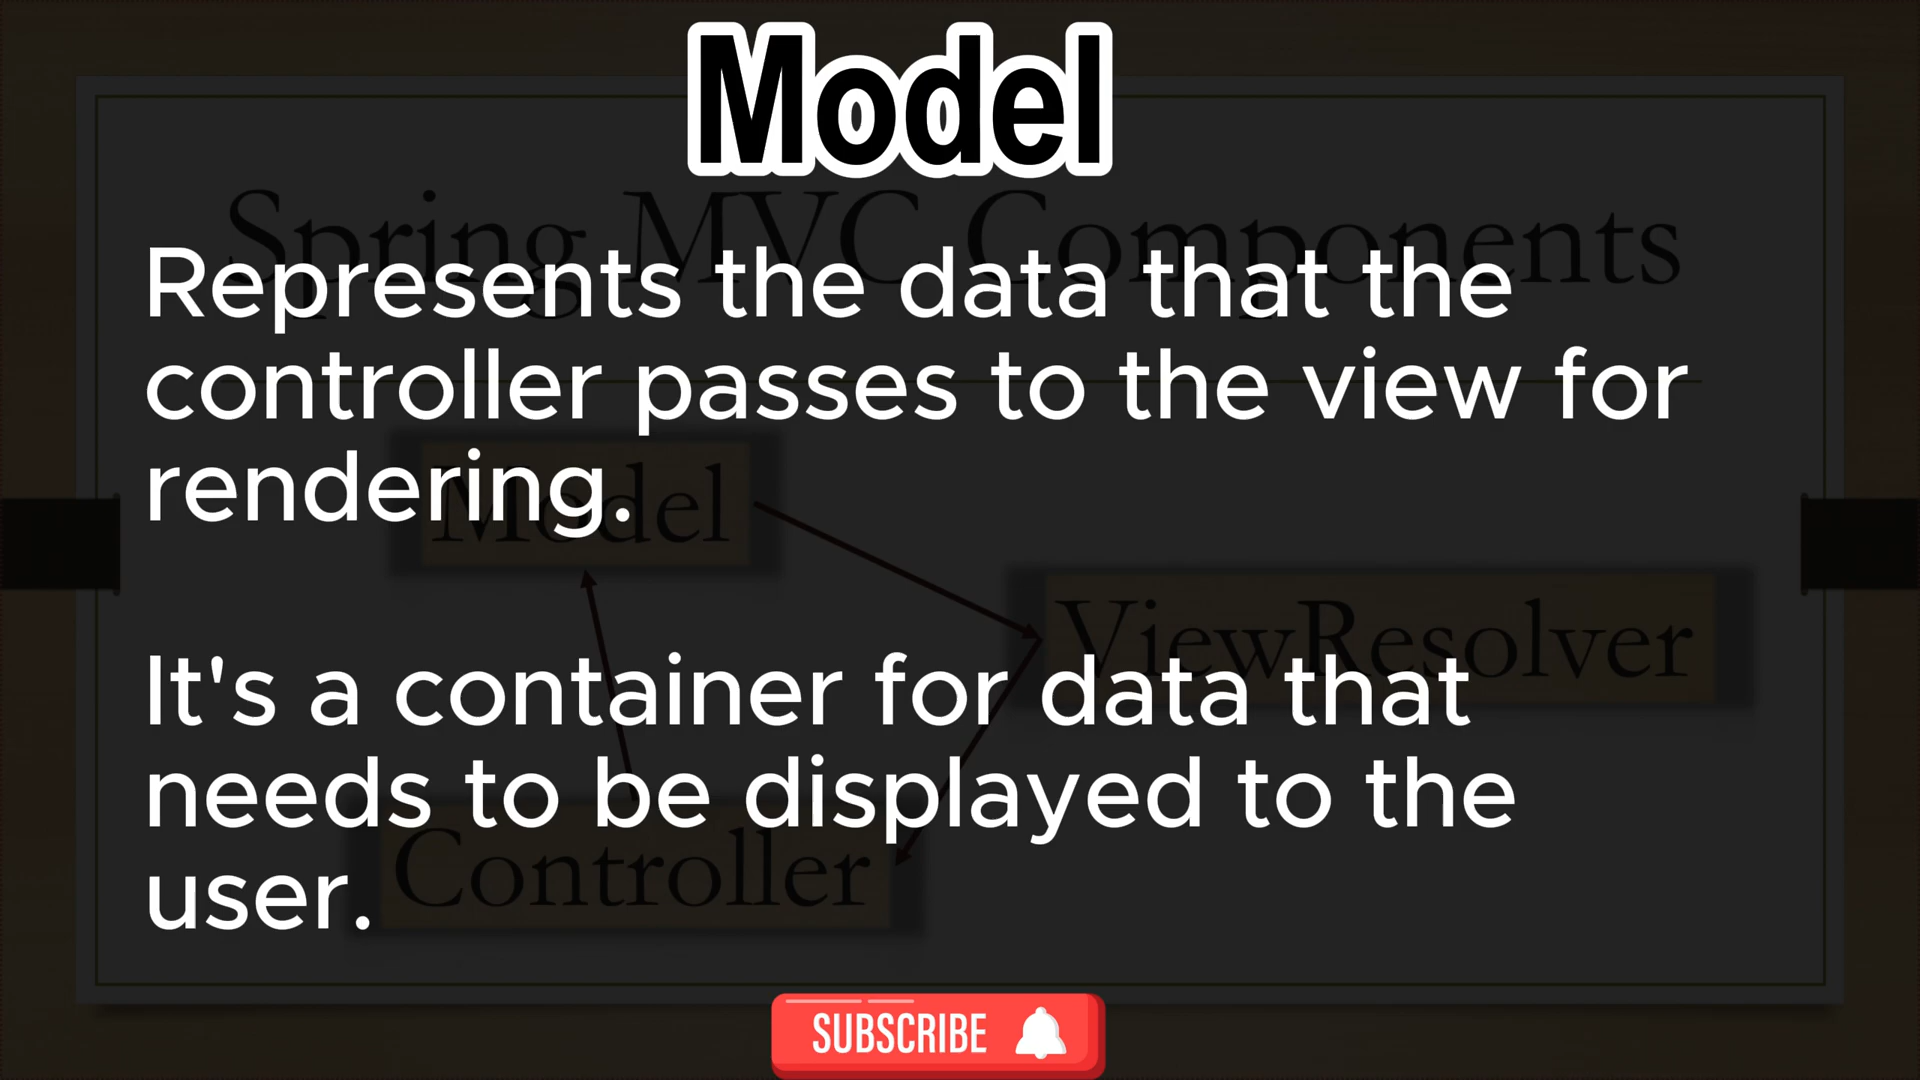 Model
Spring MVC Components
Represents the data that the
controller passes to the view for
rendering.
Model
ViewResolver
It's a container for data that
needs to be displayed to the
user.
Controller
SUBSCRIBE